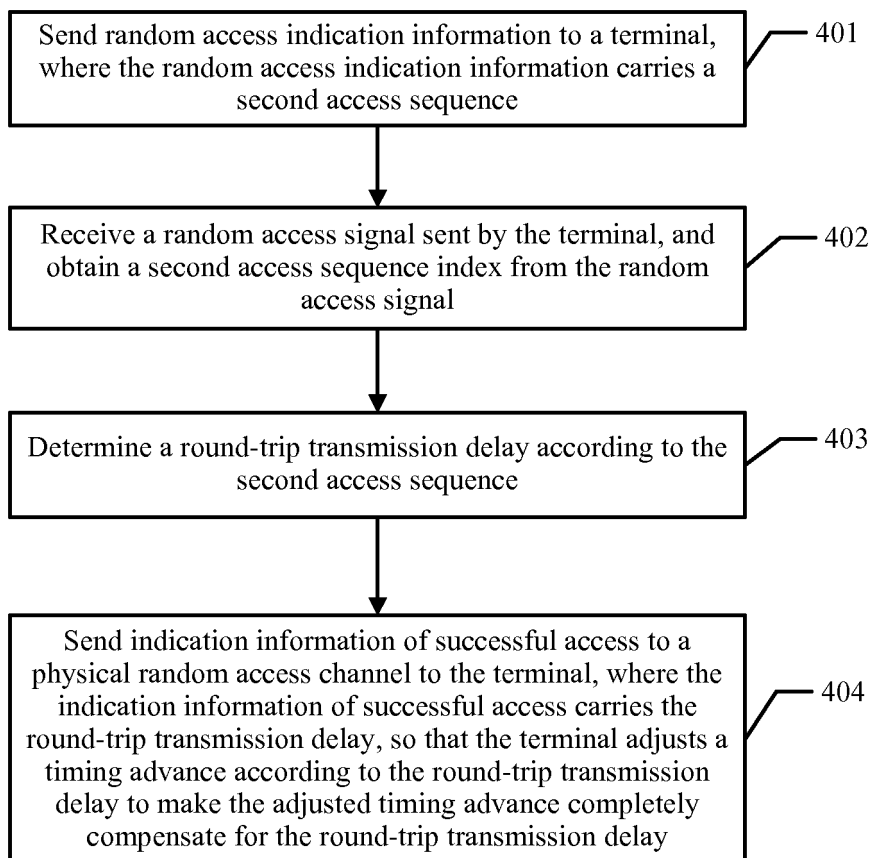 Send random access indication information to a terminal,
where the random access indication information carries a
second access sequence
401
Receive a random access signal sent by the terminal, and
obtain a second access sequence index from the random
access signal
402
Determine a round-trip transmission delay according to the
second access sequence
403
Send indication information of successful access to a
physical random access channel to the terminal, where the
indication information of successful access carries the
round-trip transmission delay, so that the terminal adjusts a
timing advance according to the round-trip transmission
delay to make the adjusted timing advance completely
compensate for the round-trip transmission delay
404